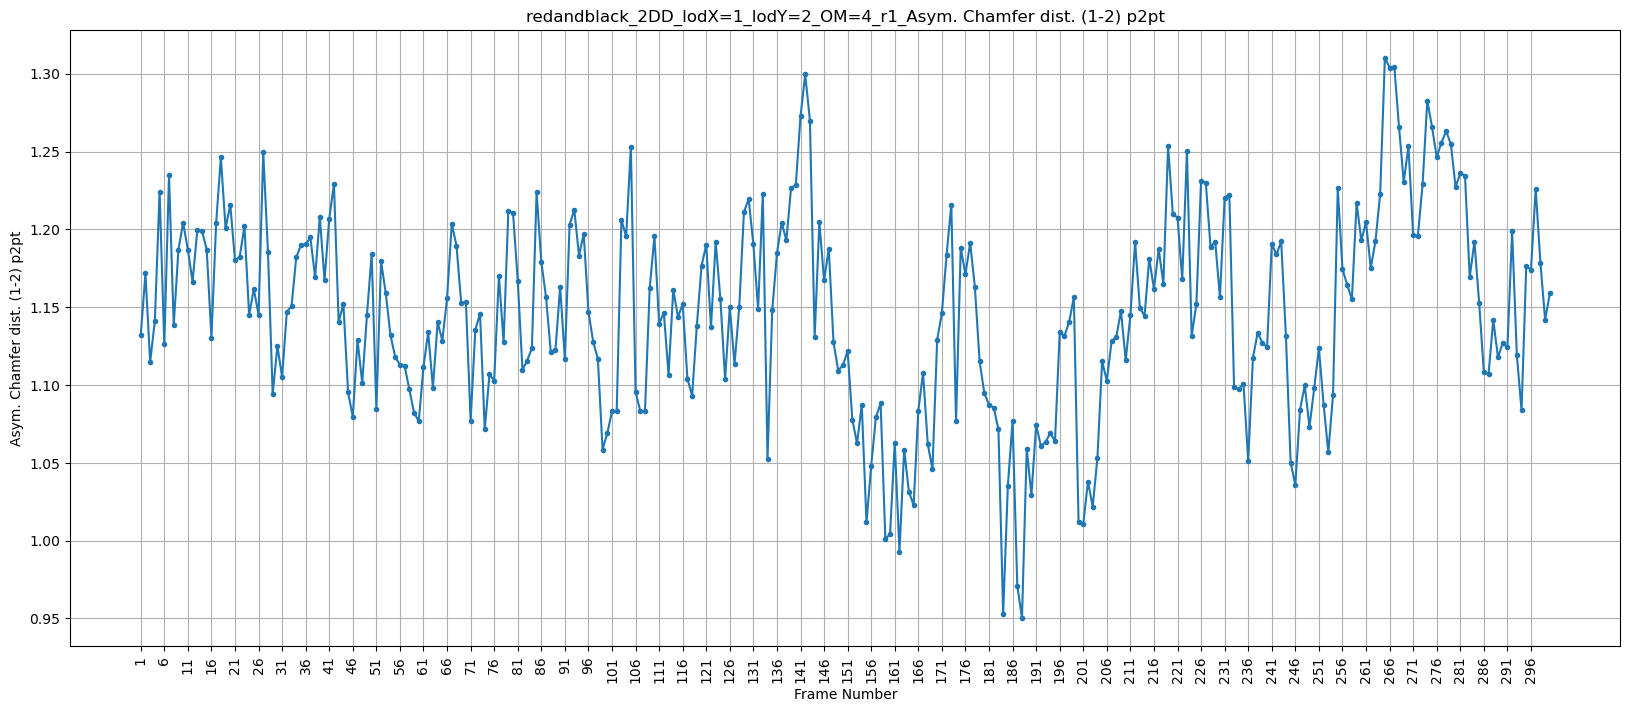 redandblack_2DD_lodX=1_lodY=2_OM=4_r1_Asym. Chamfer dist. (1-2) p2pt
Asym. Chamfer dist. (1-2) p2pt
1.30
1.25
1.20
1.15
1.10
1.05
1.00
0.95
1 6 11 16 21 26 31 36 41 46 51 56 61 66 71 76 81 86 91 96 101 106 111 116 121 126 131 136 141 146 151 156 161 166 171 176 181 186 191 196 201 206 211 216 221 226 231 236 241 246 251 256 261 266 271 276 281 286 291 296
Frame Number